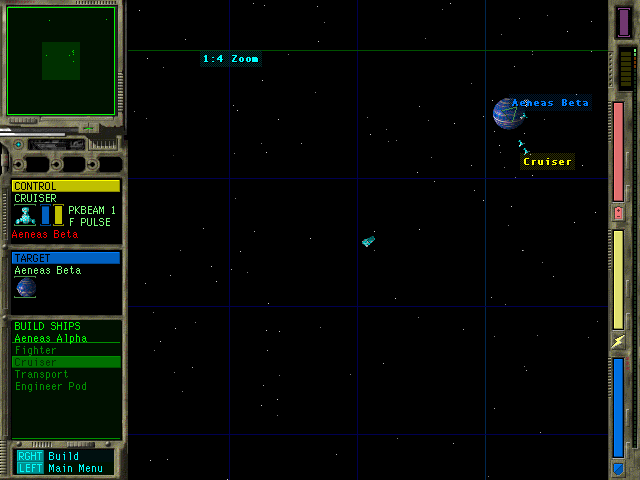 1:4 Zoom
Aeneas Beta
Cruiser
CONTROL
CRUISER
PKBEAM 1
F PULSE
Aeneas Beta
TARGET
Aeneas Beta
BUILD SHIPS
Aeneas Alpha
Fighter
Cruiser
Transport
Engineer Pod
RGHT Build
LEFT Main Menu